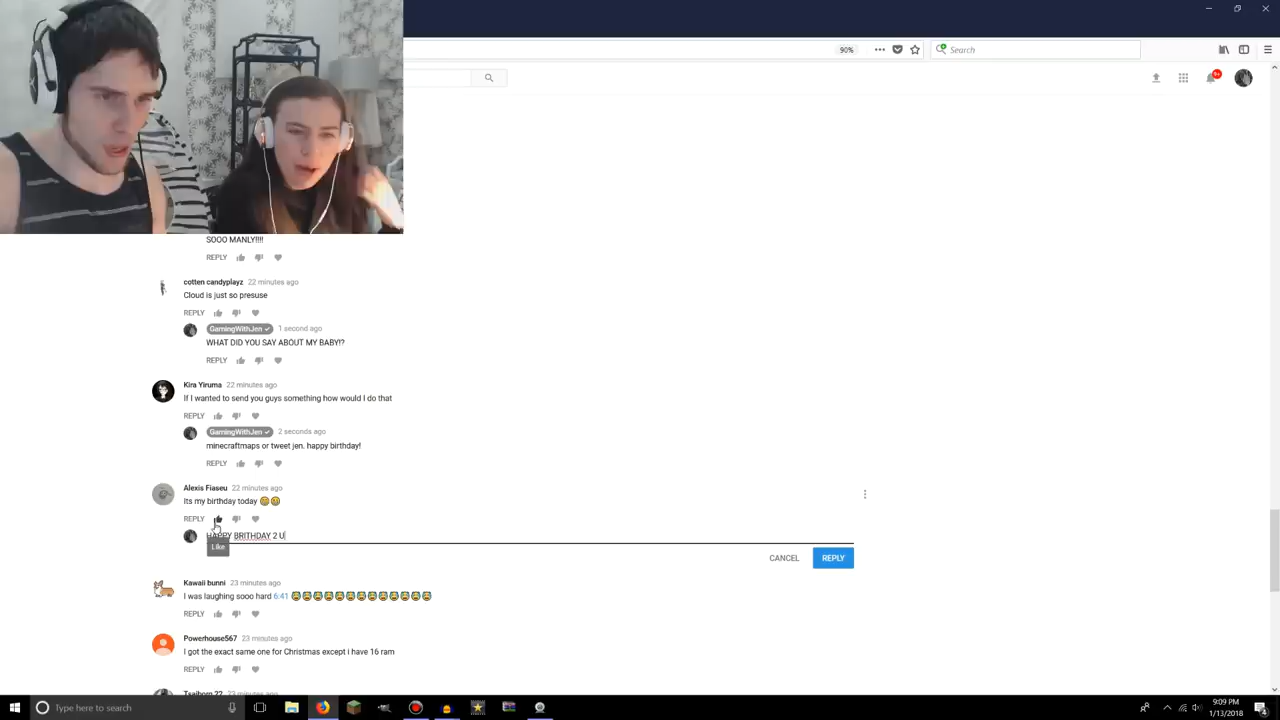 90%
Search
9+
SOOO MANLY!!!!
REPLY
cotten candyplayz 22 minutes ago
Cloud is just so presuse
REPLY
GamingWithJen 1 second ago
WHAT DID YOU SAY ABOUT MY BABY!?
REPLY
Kira Yiruma 22 minutes ago
If I wanted to send you guys something how would I do that
REPLY
GamingWithJen 2 seconds ago
minecraftmaps or tweet jen. happy birthday!
REPLY
Alexis Fiaseu 22 minutes ago
Its my birthday today
REPLY
HAPPY BRITHDAY 2 U
Like
CANCEL REPLY
Kawaii bunni 23 minutes ago
I was laughing sooo hard 6:41
REPLY
Powerhouse567 23 minutes ago
I got the exact same one for Christmas except i have 16 ram
REPLY
23 minutes ago
Type here to search
9:09 PM
1/13/2018
4